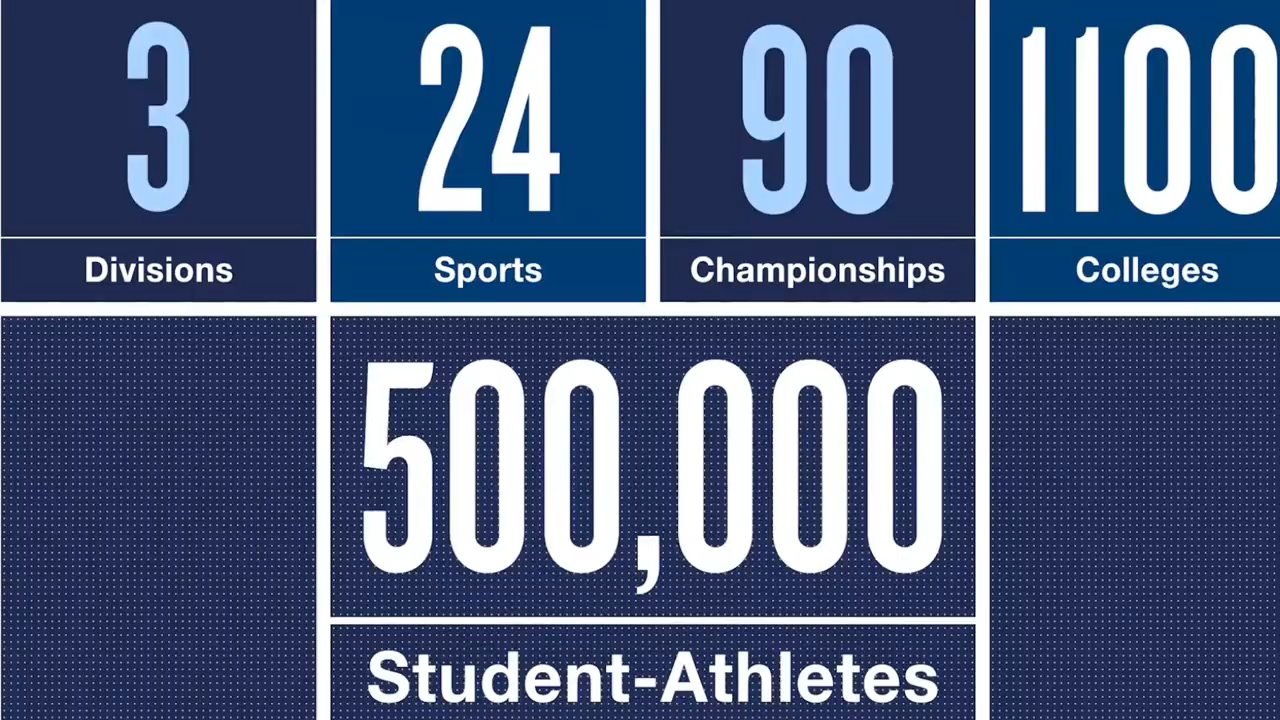 3
24
90
1100
Divisions
Sports
Championships
Colleges
500,000
Student-Athletes